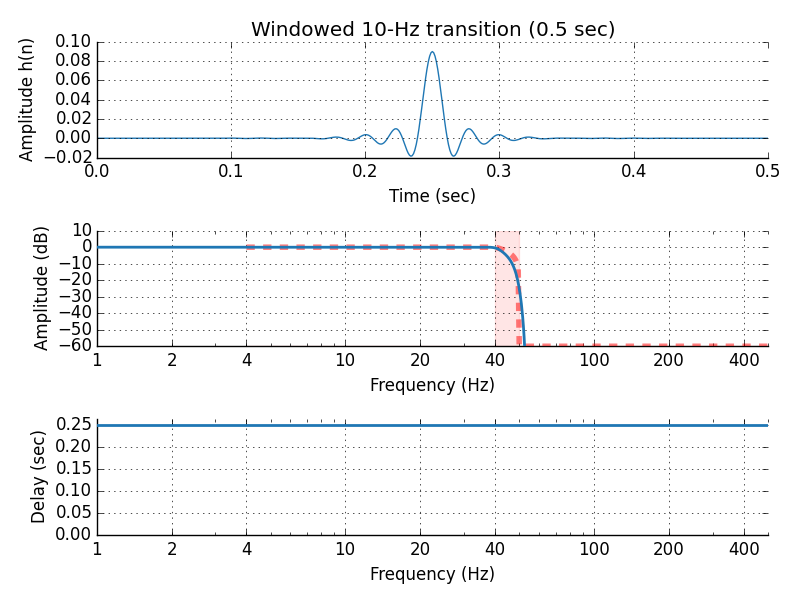 Windowed 10-Hz transition (0.5 sec)
Amplitude h(n)
0.10
0.08
0.06
0.04
0.02
0.00
−0.02
0.0 0.1 0.2 0.3 0.4 0.5
Time (sec)
Amplitude (dB)
10
0
−10
−20
−30
−40
−50
−60
1 2 4 10 20 40 100 200 400
Frequency (Hz)
Delay (sec)
0.25
0.20
0.15
0.10
0.05
0.00
1 2 4 10 20 40 100 200 400
Frequency (Hz)